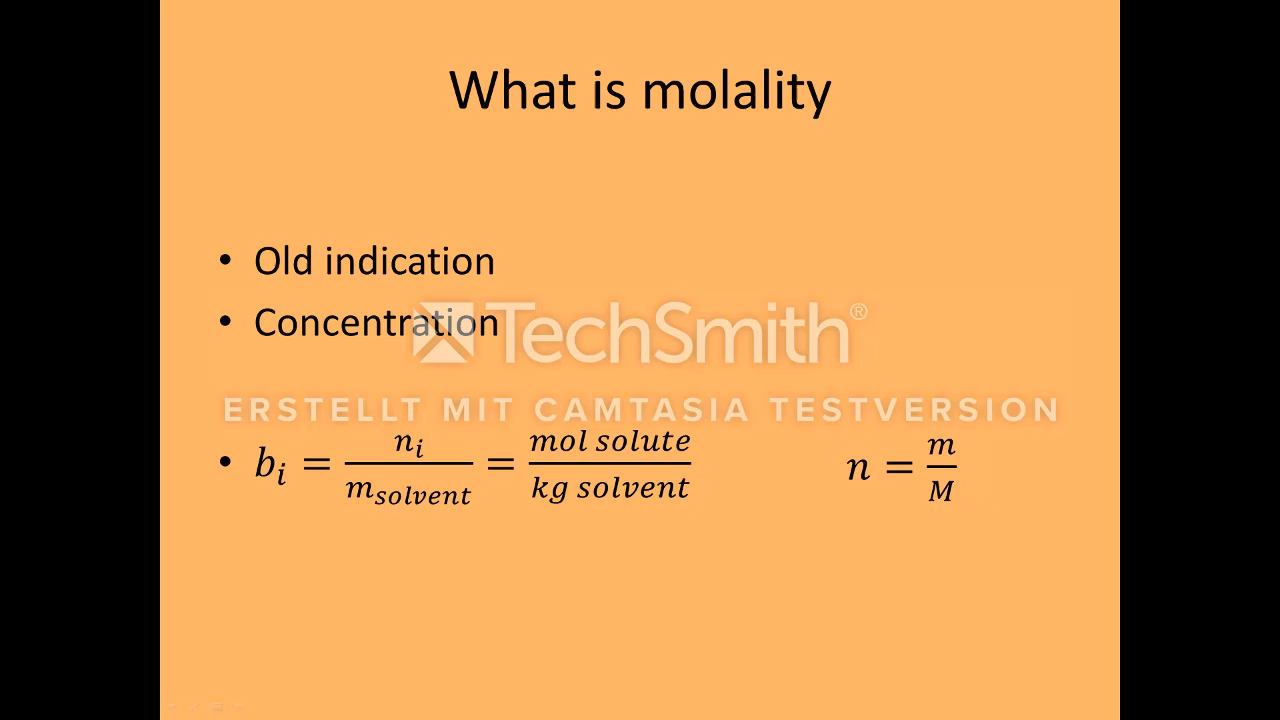 What is molality
• Old indication
• Concentration
TechSmith®
ERSTELLT MIT CAMTASIA TESTVERSION
• b_i = n_i / m_solvent = mol solute / kg solvent n = m / M